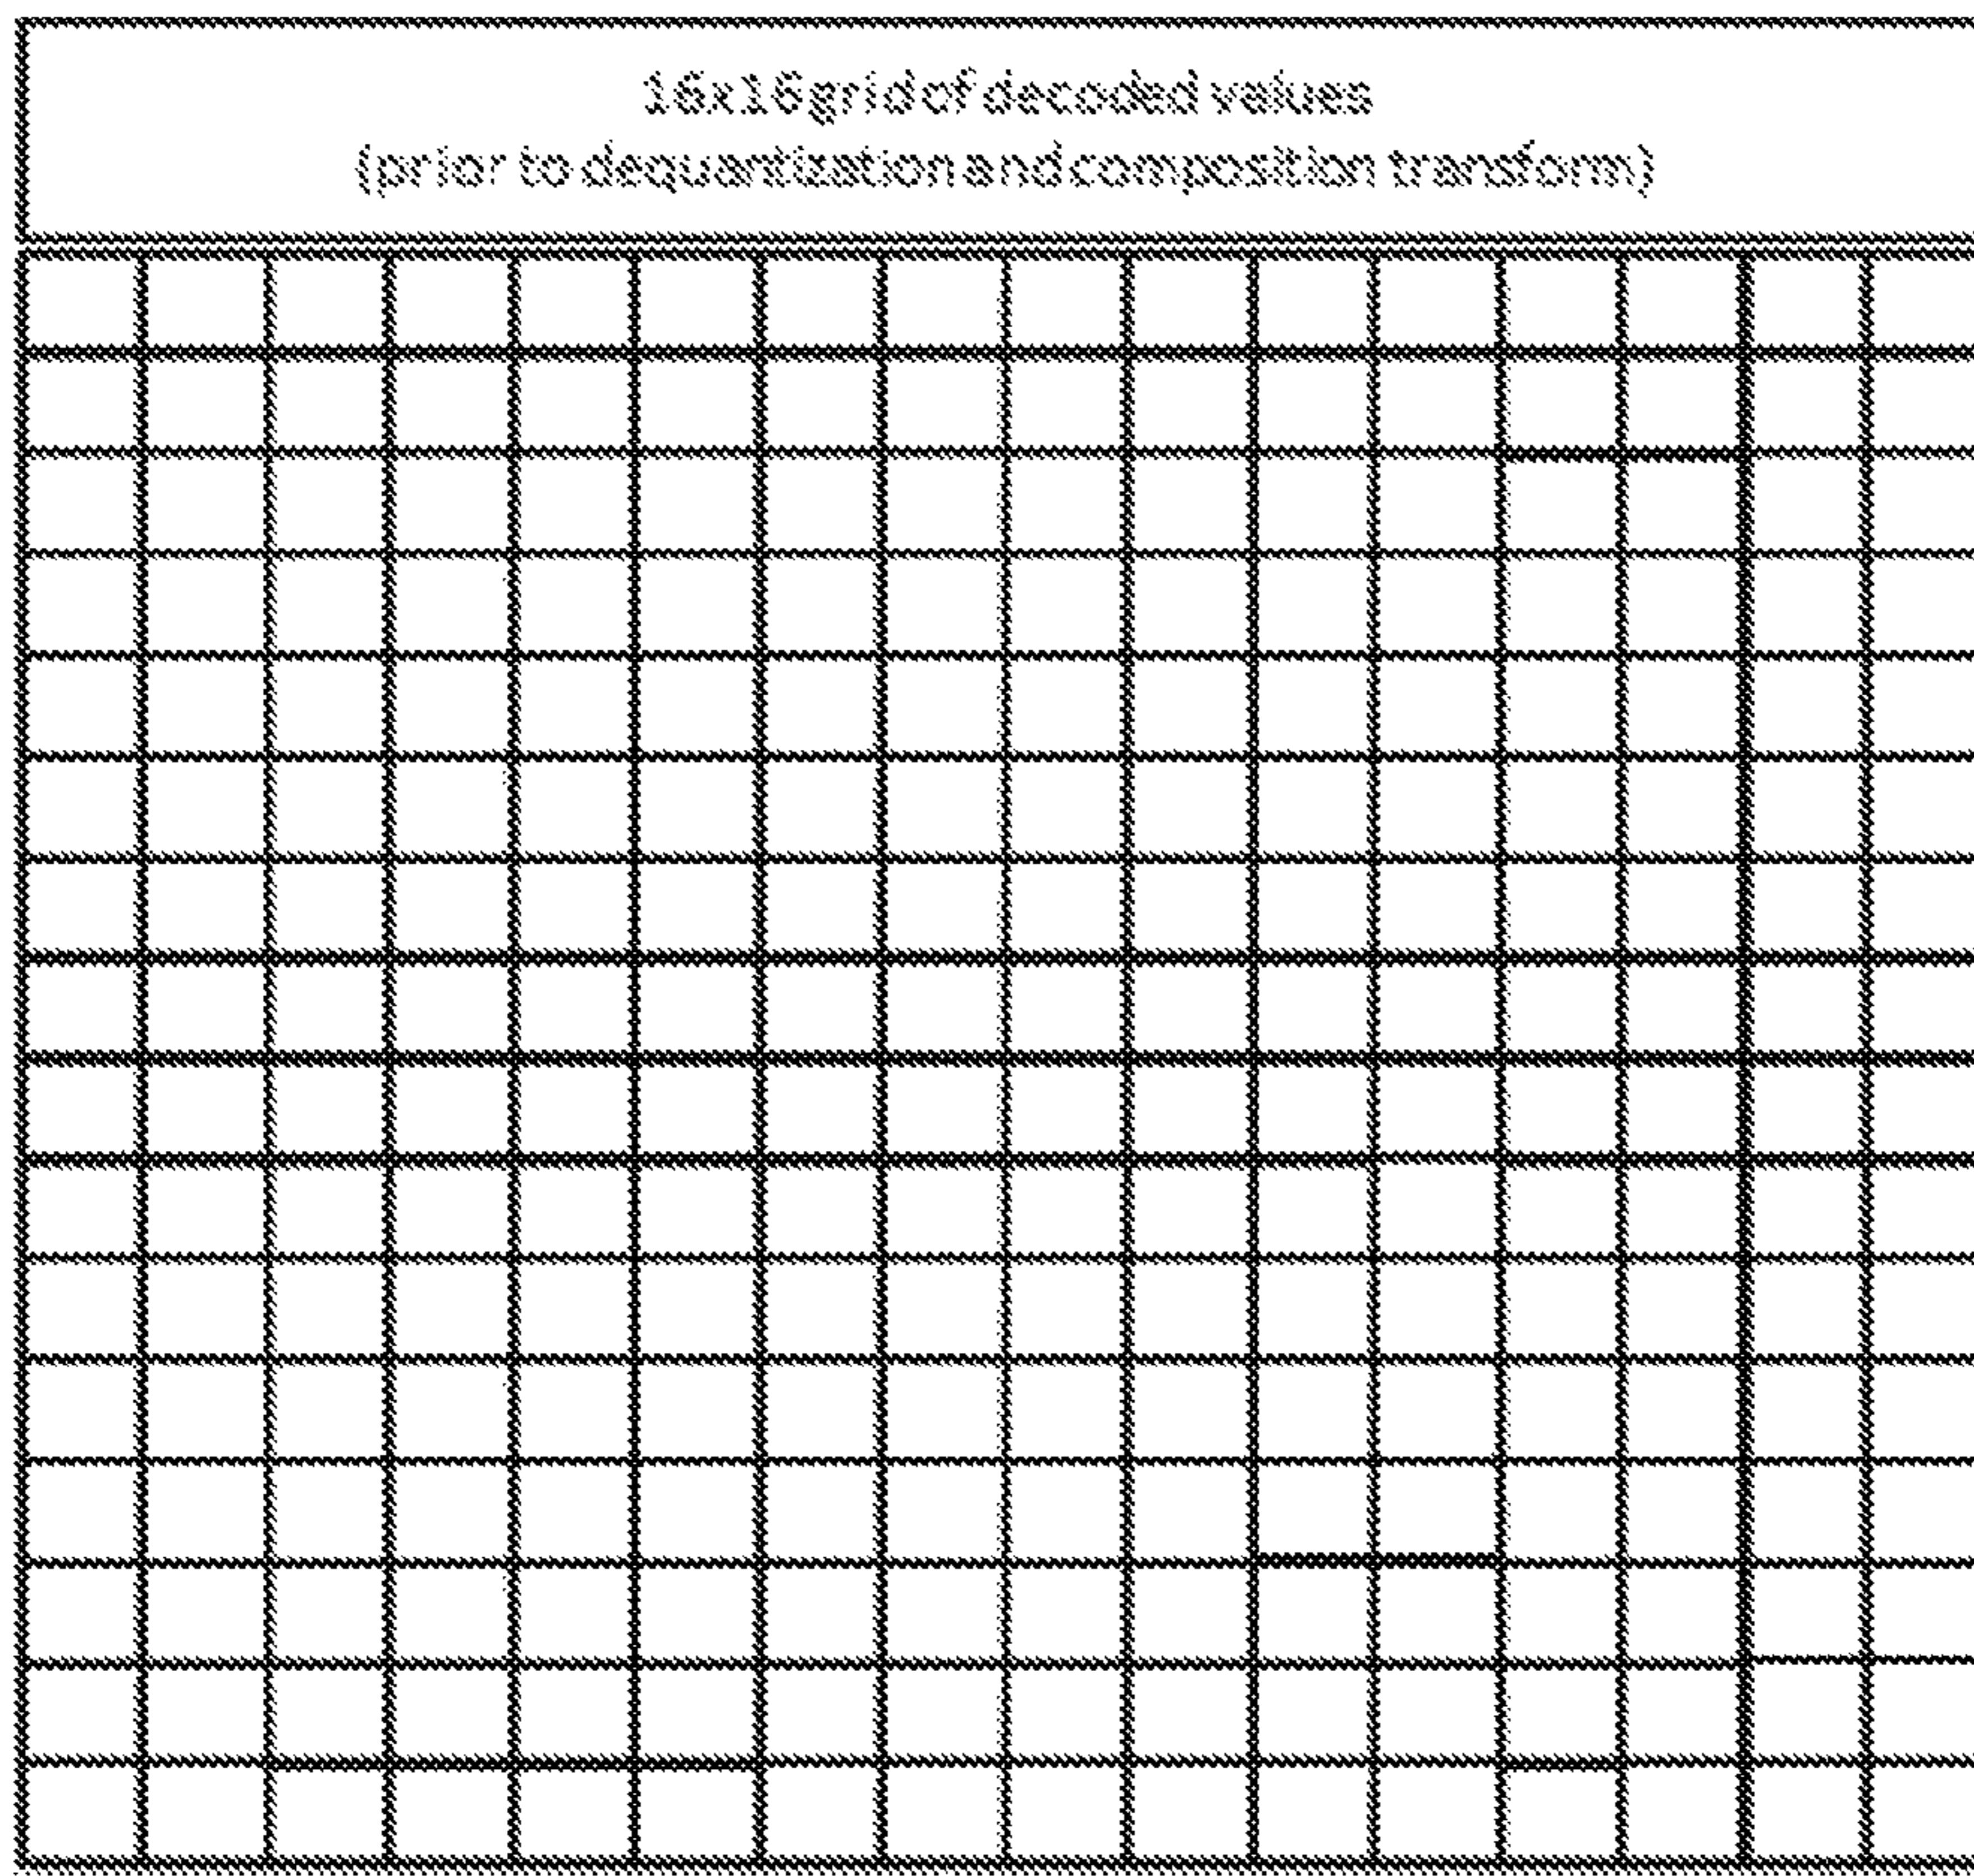 16x16 grid of decoded values
(prior to dequantization and composition transform)